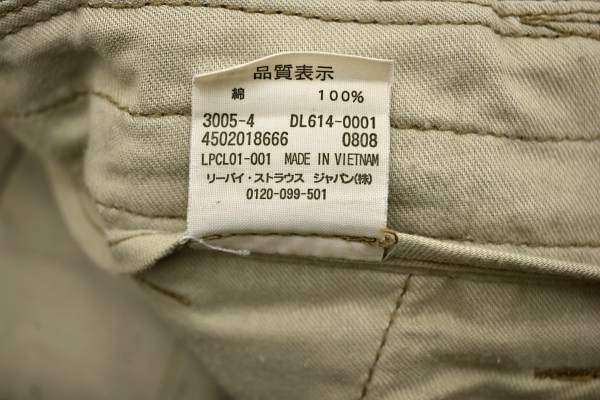 品質表示
綿 100%
3005-4 DL614-0001
4502018666 0808
LPCL01-001 MADE IN VIETNAM
リーバイ・ストラウス ジャパン(株)
0120-099-501